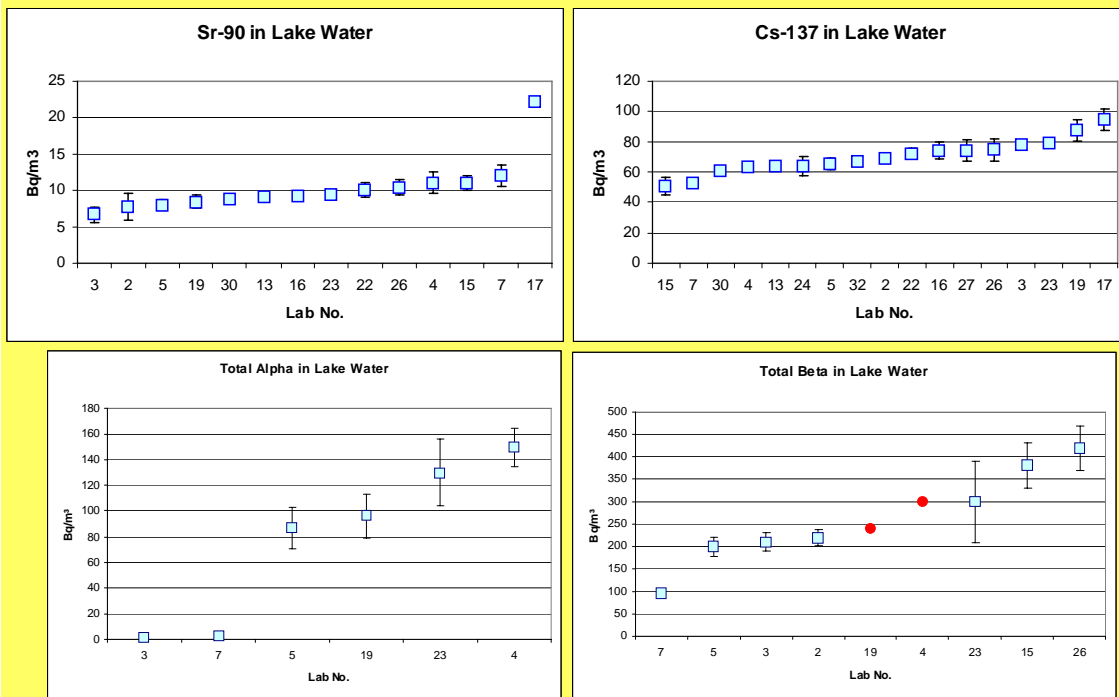 Sr-90 in Lake Water
Bq/m3
25
20
15
10
5
0
3 2 5 19 30 13 16 23 22 26 4 15 7 17
Lab No.
Cs-137 in Lake Water
Bq/m3
120
100
80
60
40
20
0
15 7 30 4 13 24 5 32 2 22 16 27 26 3 23 19 17
Lab No.
Total Alpha in Lake Water
Bq/m³
180
160
140
120
100
80
60
40
20
0
3 7 5 19 23 4
Lab No.
Total Beta in Lake Water
Bq/m³
500
450
400
350
300
250
200
150
100
50
0
7 5 3 2 19 4 23 15 26
Lab No.